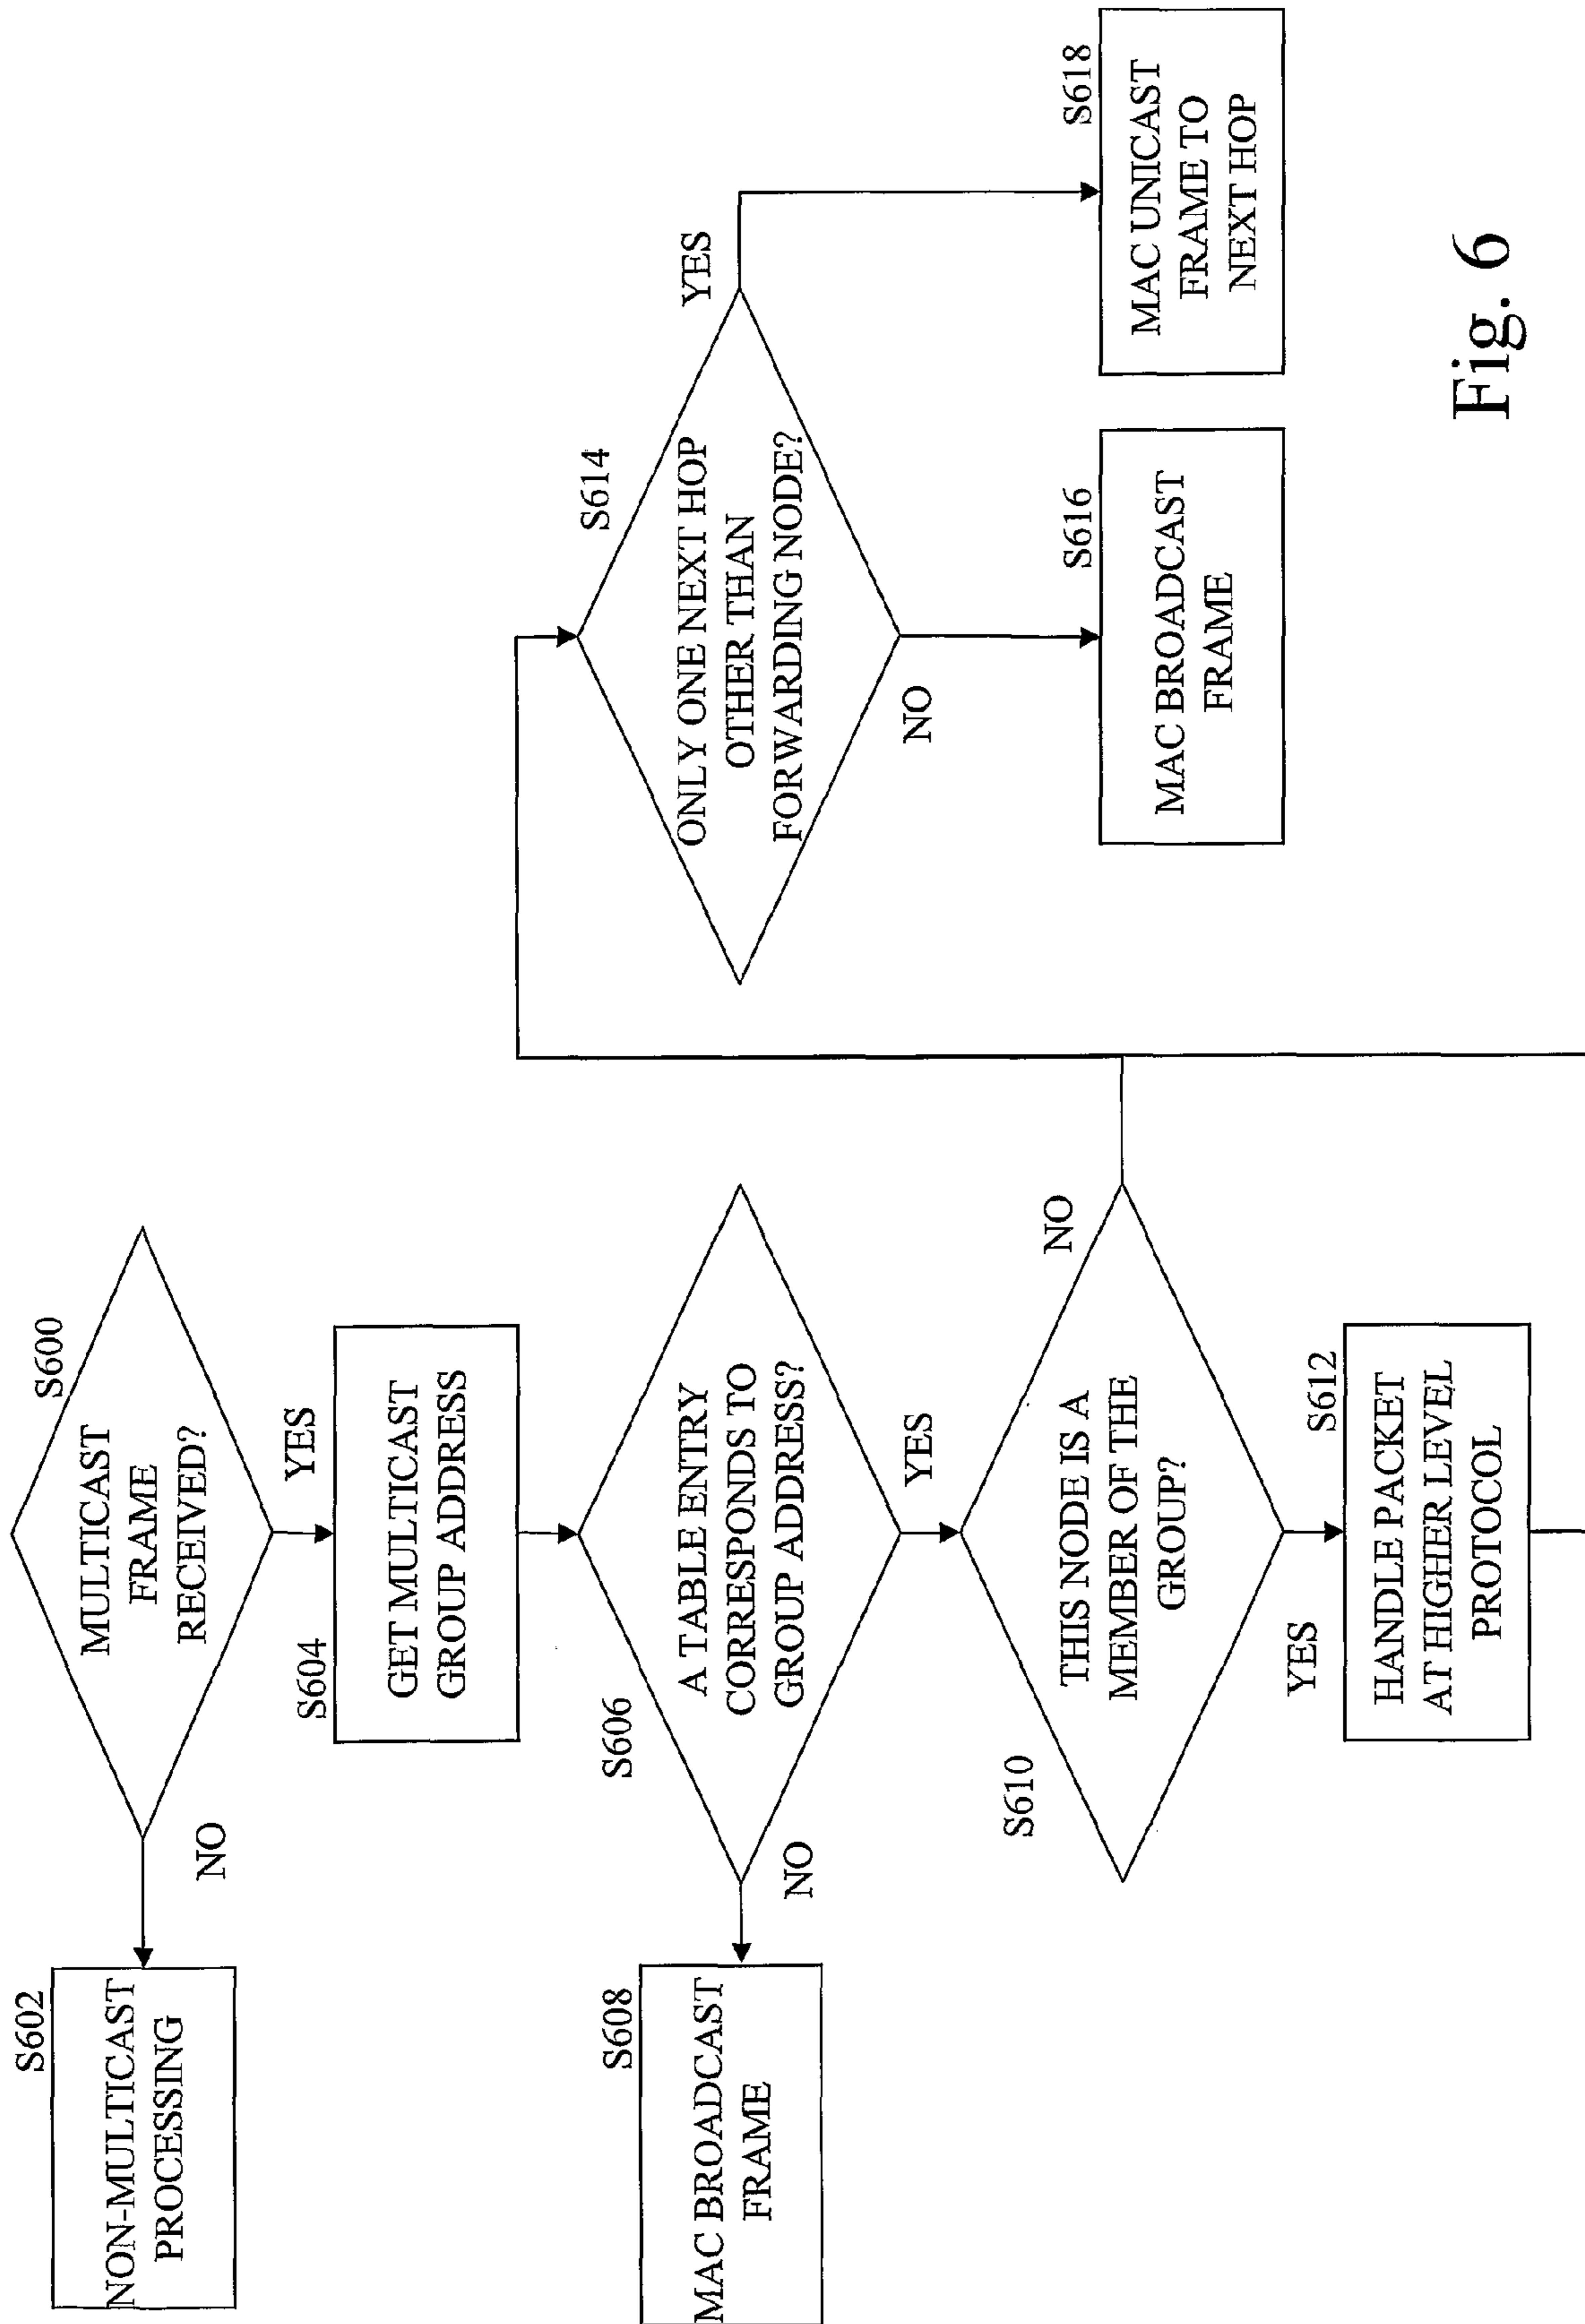 S600
MULTICAST
FRAME
RECEIVED?
NO
YES
S602
NON-MULTICAST
PROCESSING
S604
GET MULTICAST
GROUP ADDRESS
S606
A TABLE ENTRY
CORRESPONDS TO
GROUP ADDRESS?
NO
YES
S608
MAC BROADCAST
FRAME
S610
THIS NODE IS A
MEMBER OF THE
GROUP?
NO
YES
S612
HANDLE PACKET
AT HIGHER LEVEL
PROTOCOL
S614
ONLY ONE NEXT HOP
OTHER THAN
FORWARDING NODE?
YES
NO
S616
MAC BROADCAST
FRAME
S618
MAC UNICAST
FRAME TO
NEXT HOP
Fig. 6